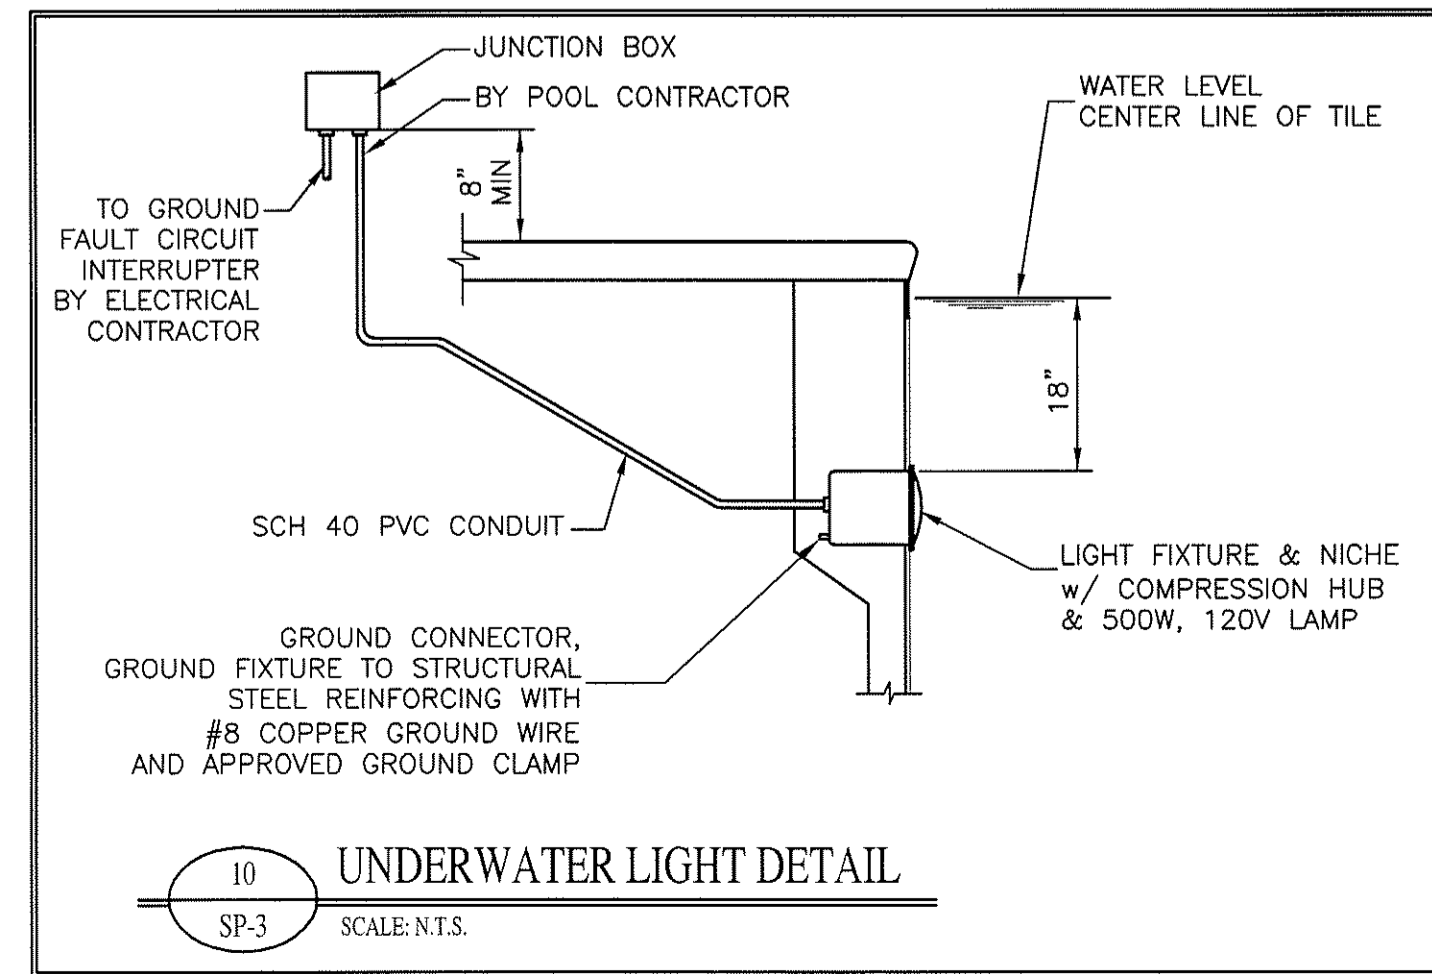 JUNCTION BOX
BY POOL CONTRACTOR
WATER LEVEL
CENTER LINE OF TILE
8"
MIN
TO GROUND
FAULT CIRCUIT
INTERRUPTER
BY ELECTRICAL
CONTRACTOR
18"
SCH 40 PVC CONDUIT
LIGHT FIXTURE & NICHE
w/ COMPRESSION HUB
& 500W, 120V LAMP
GROUND CONNECTOR,
GROUND FIXTURE TO STRUCTURAL
STEEL REINFORCING WITH
#8 COPPER GROUND WIRE
AND APPROVED GROUND CLAMP
10
SP-3
UNDERWATER LIGHT DETAIL
SCALE: N.T.S.